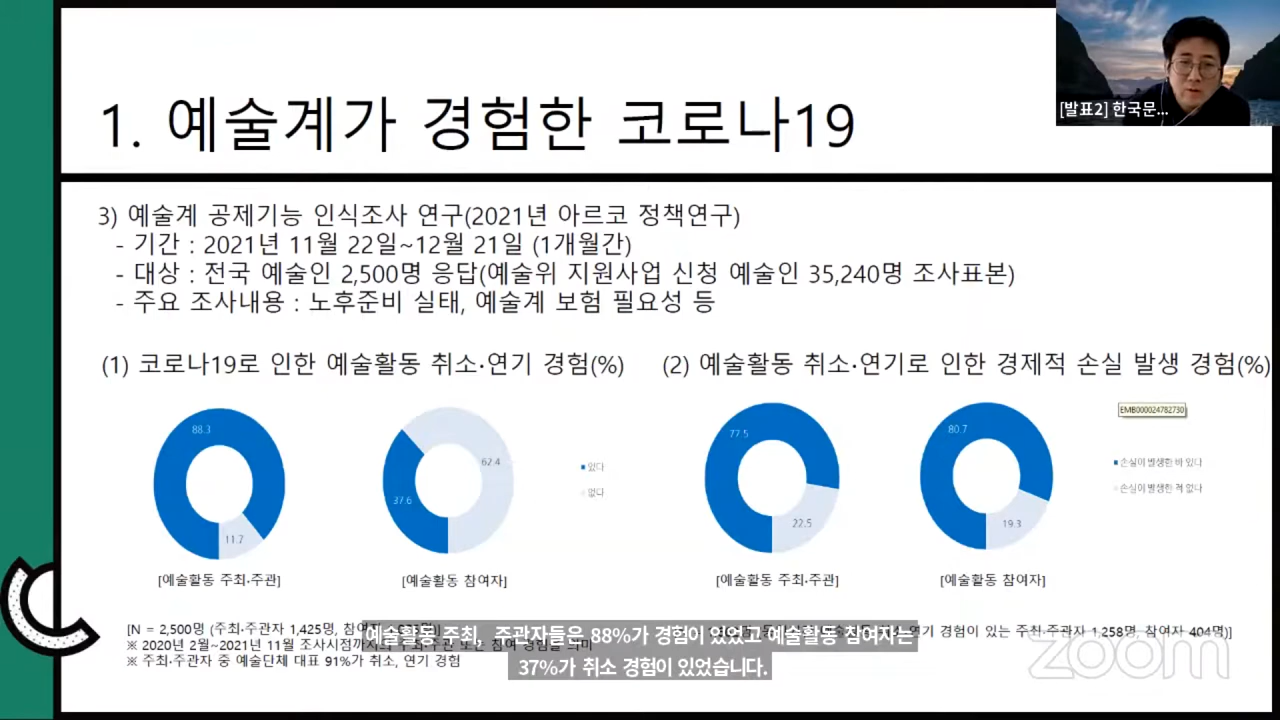 [발표2] 한국문...
1. 예술계가 경험한 코로나19
3) 예술계 공제기능 인식조사 연구(2021년 아르코 정책연구)
- 기간 : 2021년 11월 22일~12월 21일 (1개월간)
- 대상 : 전국 예술인 2,500명 응답(예술위 지원사업 신청 예술인 35,240명 조사표본)
- 주요 조사내용 : 노후준비 실태, 예술계 보험 필요성 등
(1) 코로나19로 인한 예술활동 취소·연기 경험(%)
88.3
11.7
[예술활동 주최·주관]
62.4
37.6
[예술활동 참여자]
있다
없다
(2) 예술활동 취소·연기로 인한 경제적 손실 발생 경험(%)
77.5
22.5
[예술활동 주최·주관]
80.7
19.3
[예술활동 참여자]
EMB000024782730
손실이 발생한 바 있다
손실이 발생한 적 없다
[N = 2,500명 (주최·주관자 1,425명, 참여자
연기 경험이 있는 주최·주관자 1,258명, 참여자 404명)]
※ 2020년 2월~2021년 11월 조사시점까지의 주최·주관 또는 참여 경험을 의미
※ 주최·주관자 중 예술단체 대표 91%가 취소, 연기 경험
예술활동 주최, 주관자들은 88%가 경험이 있었고 예술활동 참여자는
37%가 취소 경험이 있었습니다.
zoom